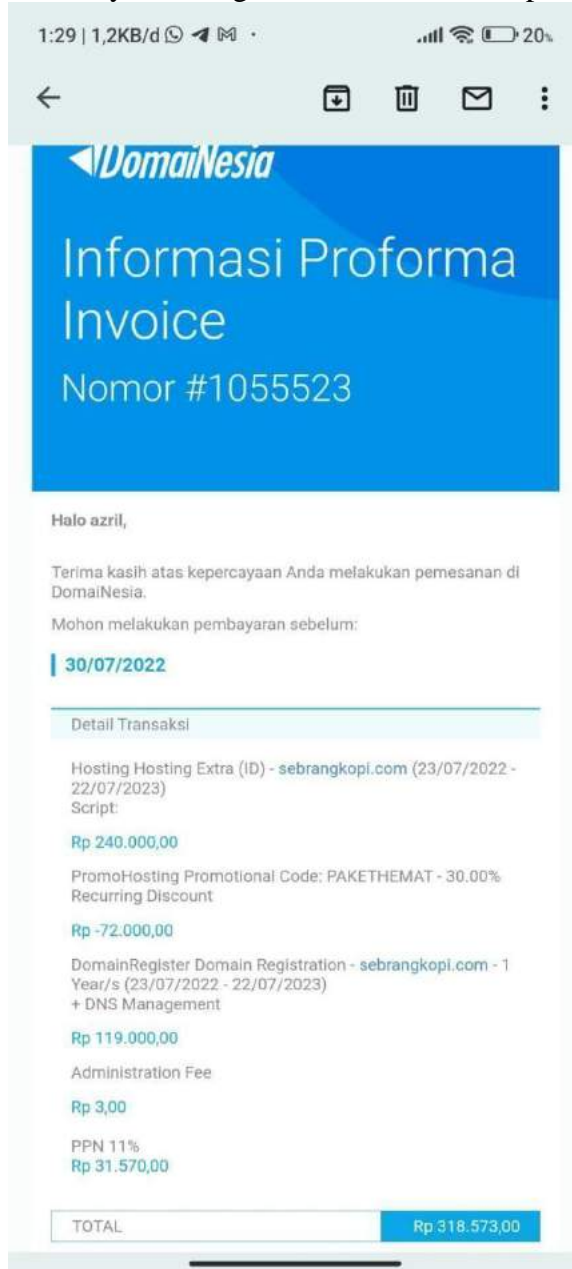 1:29 | 1,2KB/d
20%
DomaiNesia
Informasi Proforma
Invoice
Nomor #1055523
Halo azril,
Terima kasih atas kepercayaan Anda melakukan pemesanan di
DomaiNesia.
Mohon melakukan pembayaran sebelum:
30/07/2022
Detail Transaksi
Hosting Hosting Extra (ID) - sebrangkopi.com (23/07/2022 -
22/07/2023)
Script:
Rp 240.000,00
PromoHosting Promotional Code: PAKETHEMAT - 30.00%
Recurring Discount
Rp -72.000,00
DomainRegister Domain Registration - sebrangkopi.com - 1
Year/s (23/07/2022 - 22/07/2023)
+ DNS Management
Rp 119.000,00
Administration Fee
Rp 3,00
PPN 11%
Rp 31.570,00
TOTAL Rp 318.573,00